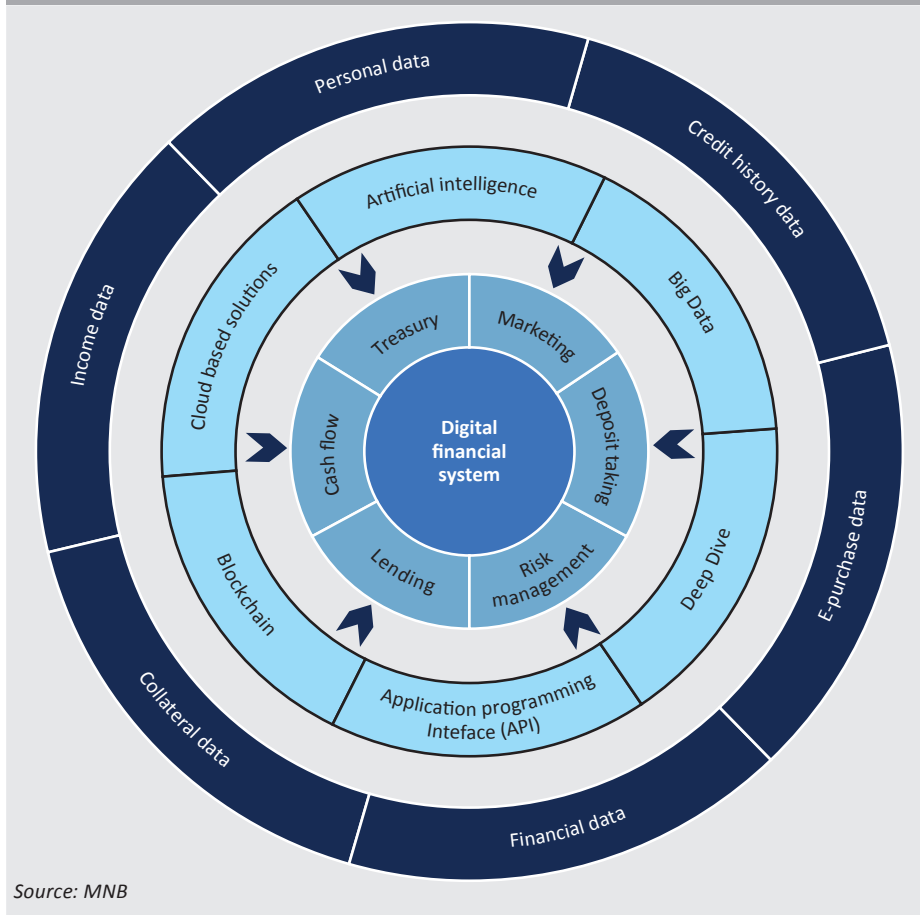 Personal data
Credit history data
E-purchase data
Financial data
Collateral data
Income data
Artificial intelligence
Big Data
Deep Dive
Application programming
Inteface (API)
Blockchain
Cloud based solutions
Treasury
Marketing
Deposit taking
Risk
management
Lending
Cash flow
Digital
financial
system
Source: MNB